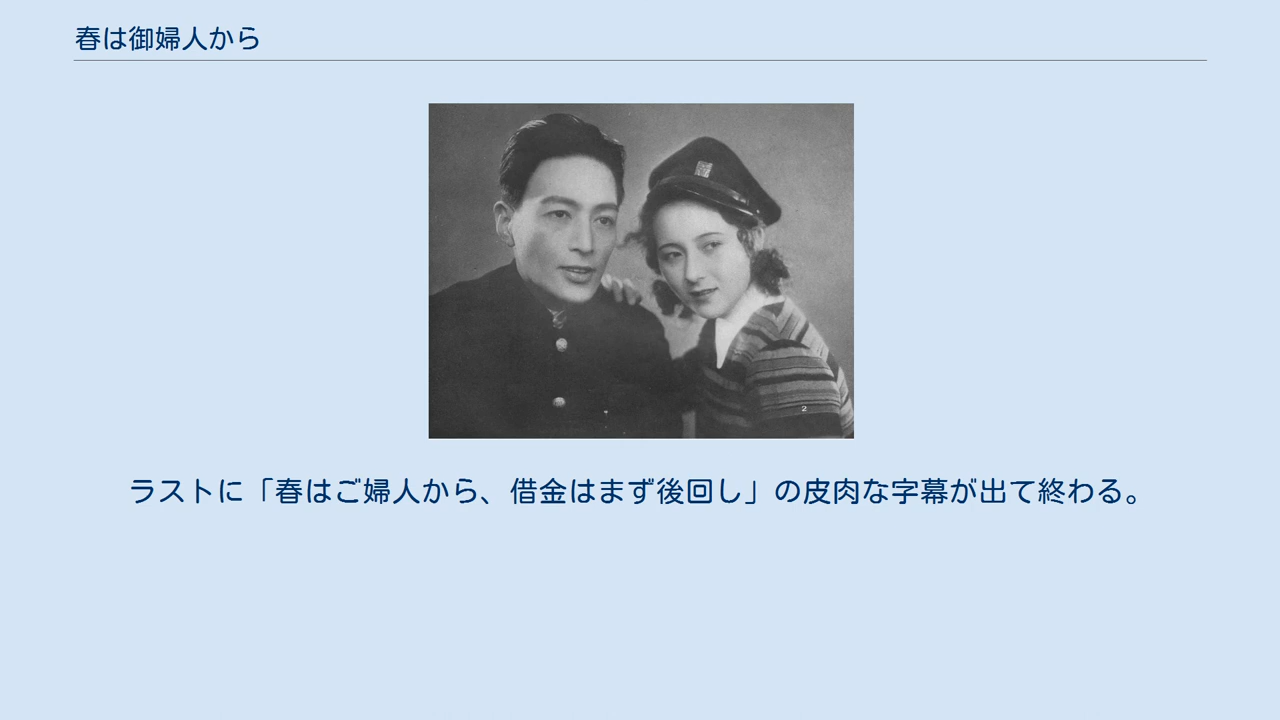 春は御婦人から
2
ラストに「春はご婦人から、借金はまず後回し」の皮肉な字幕が出て終わる。